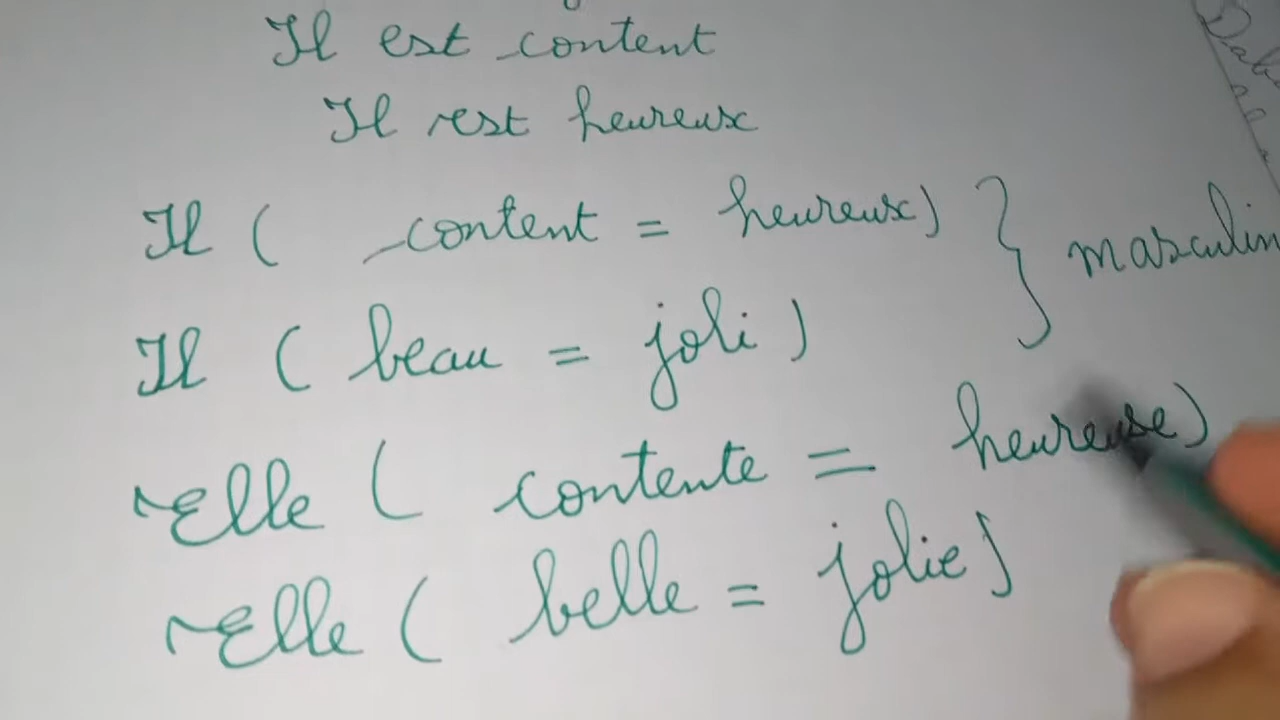 Il est content
Il est heureux
Il ( content = heureux) } masculin
Il ( beau = joli )
Elle ( contente = heureuse)
Elle ( belle = jolie)